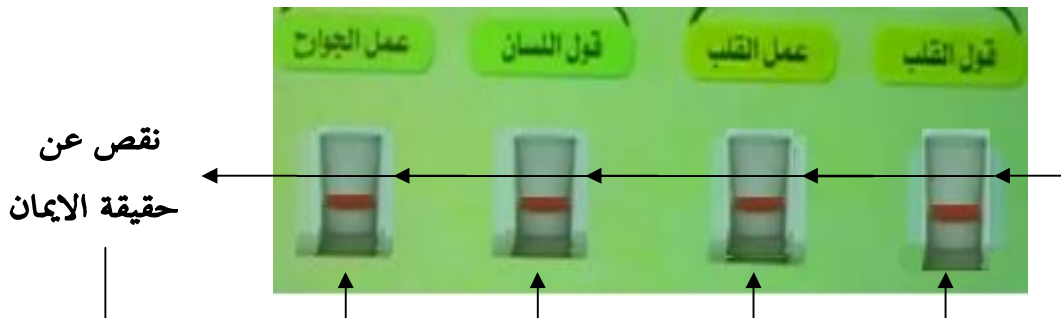 قول القلب
عمل القلب
قول اللسان
عمل الجوارح
نقص عن
حقيقة الايمان